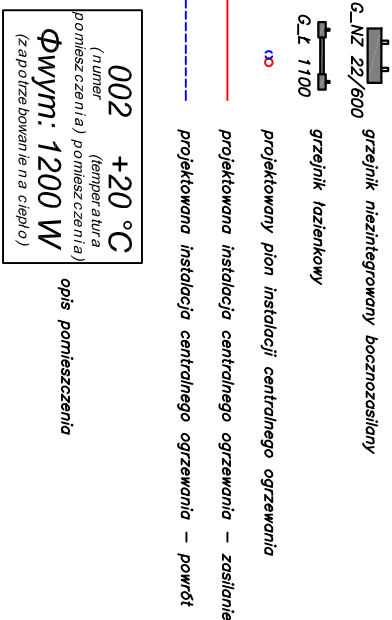 G_NZ 22/600
grzejnik niezintegrowany bocznozasilany
G_Ł 1100
grzejnik łazienkowy
projektowany pion instalacji centralnego ogrzewania
projektowana instalacja centralnego ogrzewania – zasilanie
projektowana instalacja centralnego ogrzewania – powrót
002 +20 °C
(numer (temperatura
pomieszczenia) pomieszczenia)
Φwym: 1200 W
(zapotrzebowanie na ciepło)
opis pomieszczenia